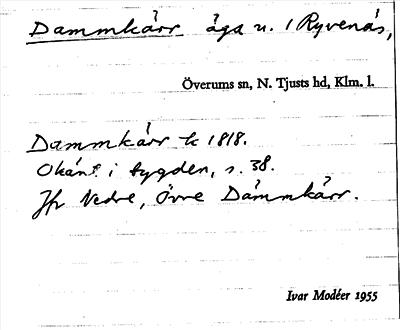 Dammkärr äga u. / Ryvenäs,
Överums sn, N. Tjusts hd, Klm. l.
Dammkärr k 1818.
Okänt i bygden, s. 38.
Jfr Nedre, Övre Dammkärr.
Ivar Modéer 1955